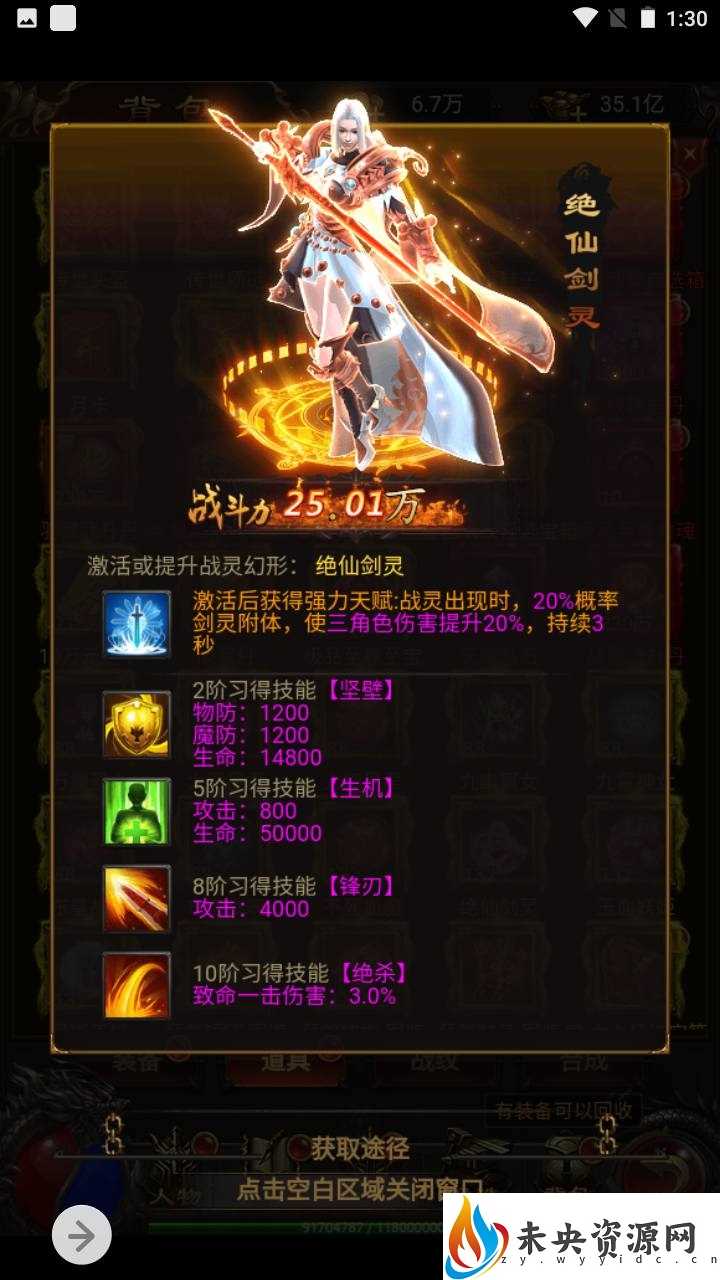 1:30
背包
6.7万
35.1亿
绝仙剑灵
战斗力 25.01万
激活或提升战灵幻形： 绝仙剑灵
激活后获得强力天赋:战灵出现时，20%概率
剑灵附体，使三角色伤害提升20%，持续3
秒
2阶习得技能【坚壁】
物防：1200
魔防：1200
生命：14800
5阶习得技能【生机】
攻击：800
生命：50000
8阶习得技能【锋刃】
攻击：4000
10阶习得技能【绝杀】
致命一击伤害：3.0%
装备
道具
战纹
合成
有装备可以回收
获取途径
人物
点击空白区域关闭窗口
未央资源网
zy.wyyidc.cn